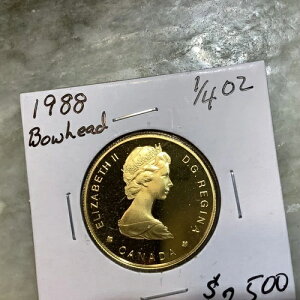 1988
Bowhead
1/4 OZ
ELIZABETH II
D·G·REGINA
CANADA
$2,500